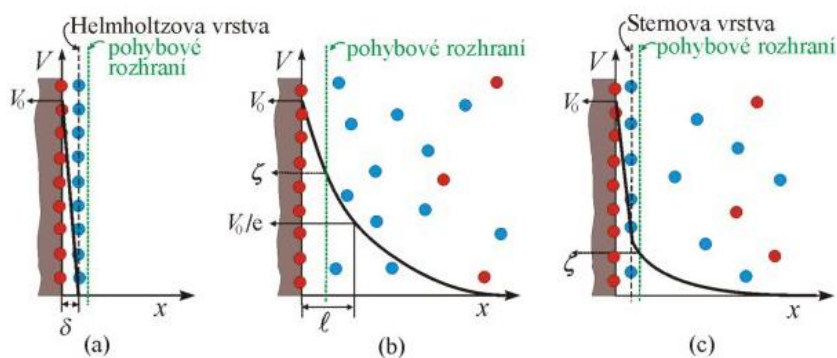 Helmholtzova vrstva
pohybové
rozhraní
V
V₀
δ
x
(a)
pohybové rozhraní
V
V₀
ζ
V₀/e
ℓ
x
(b)
Sternova vrstva
pohybové rozhraní
V
V₀
ζ
x
(c)